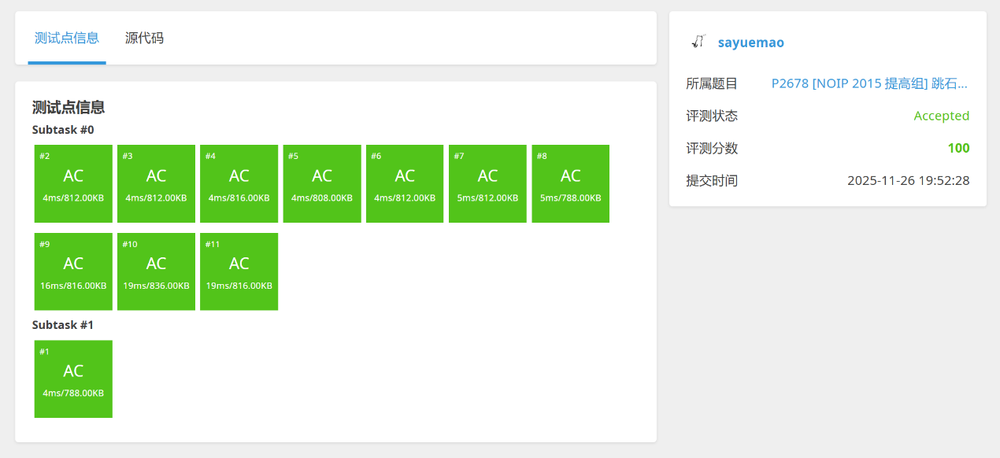 测试点信息 源代码
测试点信息
Subtask #0
#2 #3 #4 #5 #6 #7 #8
AC AC AC AC AC AC AC
4ms/812.00KB 4ms/812.00KB 4ms/816.00KB 4ms/808.00KB 4ms/812.00KB 5ms/812.00KB 5ms/788.00KB
#9 #10 #11
AC AC AC
16ms/816.00KB 19ms/836.00KB 19ms/816.00KB
Subtask #1
#1
AC
4ms/788.00KB
sayuemao
所属题目 P2678 [NOIP 2015 提高组] 跳石...
评测状态 Accepted
评测分数 100
提交时间 2025-11-26 19:52:28